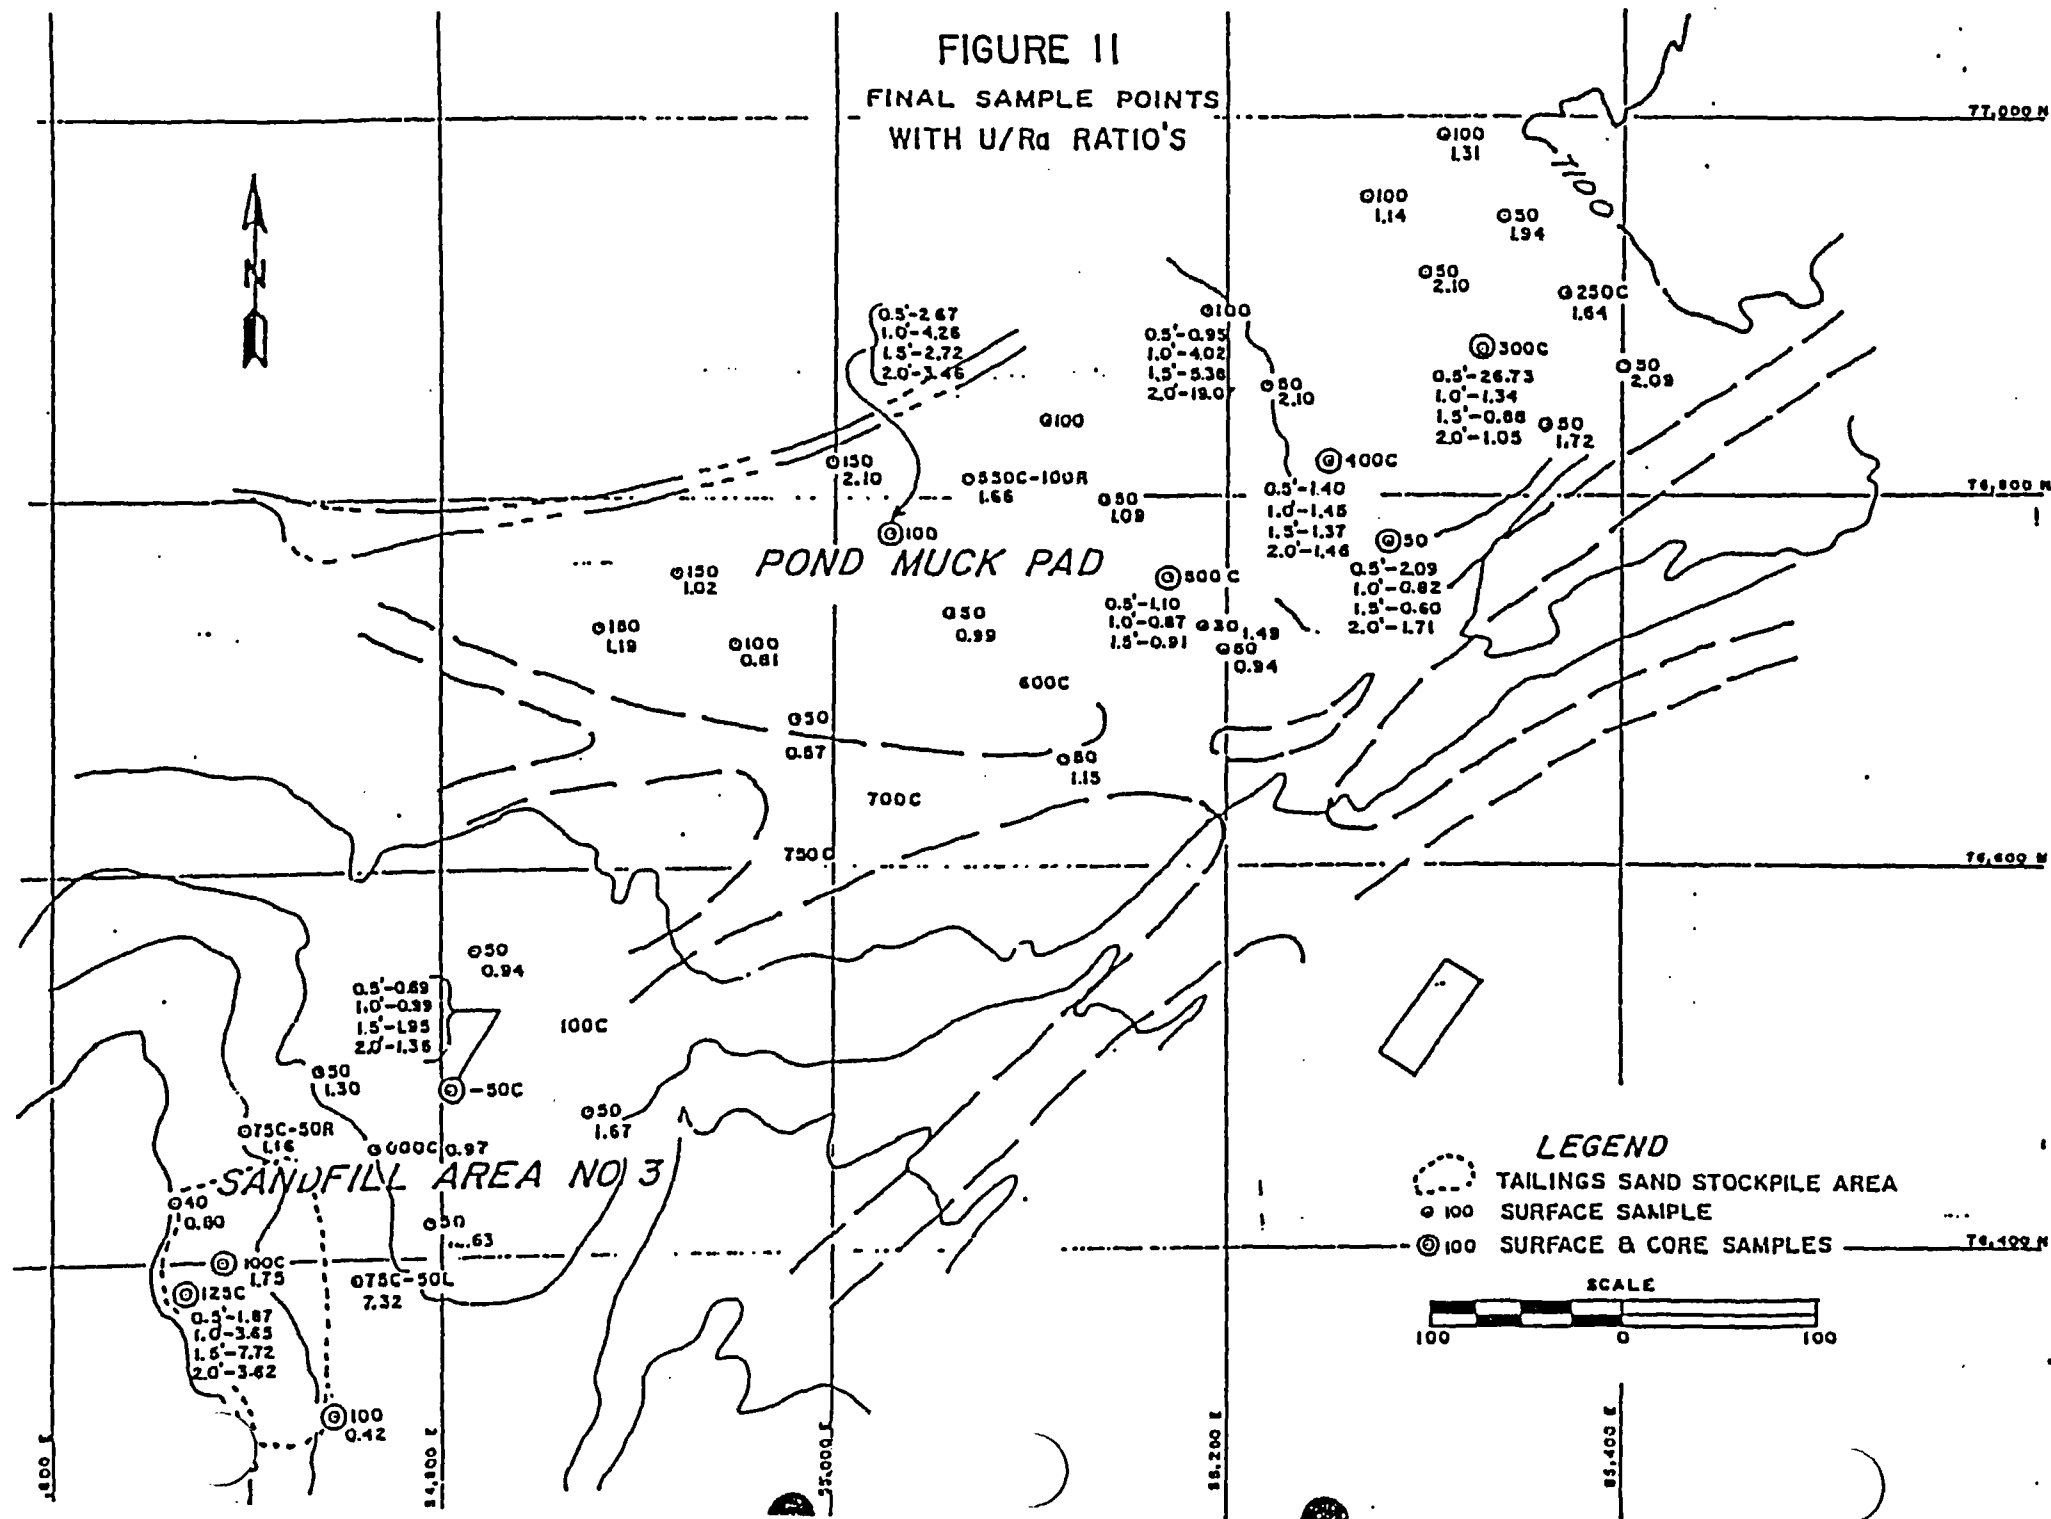 FIGURE 11
FINAL SAMPLE POINTS
WITH U/Ra RATIO'S
77,000 N
100
1.31
7100
100
1.14
50
1.94
N
50
2.10
250C
1.64
0.5'-2.67
1.0'-4.26
1.5'-2.72
2.0'-3.46
100
0.5'-0.95
1.0'-4.02
1.5'-5.36
2.0'-19.0
50
2.10
300C
0.5'-26.73
1.0'-1.34
1.5'-0.88
2.0'-1.05
50
2.09
50
1.72
100
150
2.10
550C-100R
1.66
50
1.09
400C
0.5'-1.40
1.0'-1.45
1.5'-1.37
2.0'-1.46
76,800 N
100
POND MUCK PAD
50
0.5'-2.09
1.0'-0.82
1.5'-0.60
2.0'-1.71
150
1.02
500C
0.5'-1.10
1.0'-0.87
1.5'-0.91
50
0.99
150
1.19
100
0.81
30 1.49
50
0.94
600C
50
0.67
50
1.15
700C
750C
76,600 N
50
0.94
0.5'-0.69
1.0'-0.99
1.5'-1.95
2.0'-1.36
100C
50
1.30
-50C
50
1.67
75C-50R
1.16
000C 0.97
SANDFILL AREA NO 3
40
0.80
50
.63
100C
1.75
125C
0.5'-1.87
1.0'-3.65
1.5'-7.72
2.0'-3.62
75C-50L
7.32
100
0.42
LEGEND
TAILINGS SAND STOCKPILE AREA
100 SURFACE SAMPLE
100 SURFACE & CORE SAMPLES
76,400 N
SCALE
100 0 100
600 E
54,800 E
55,000 E
55,200 E
55,400 E